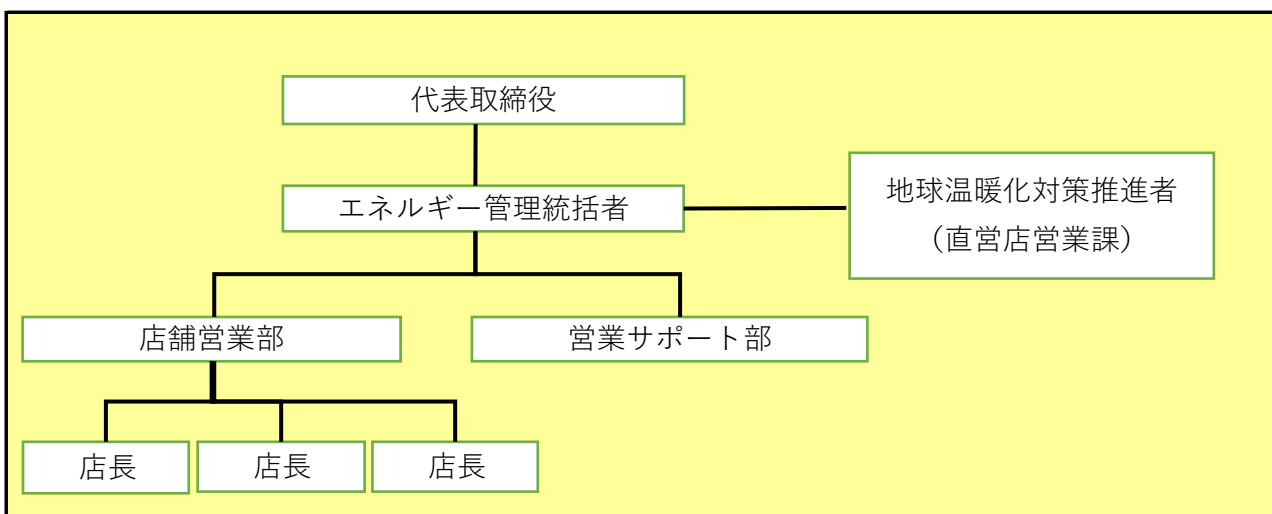 代表取締役
エネルギー管理統括者
地球温暖化対策推進者
（直営店営業課）
店舗営業部
営業サポート部
店長
店長
店長